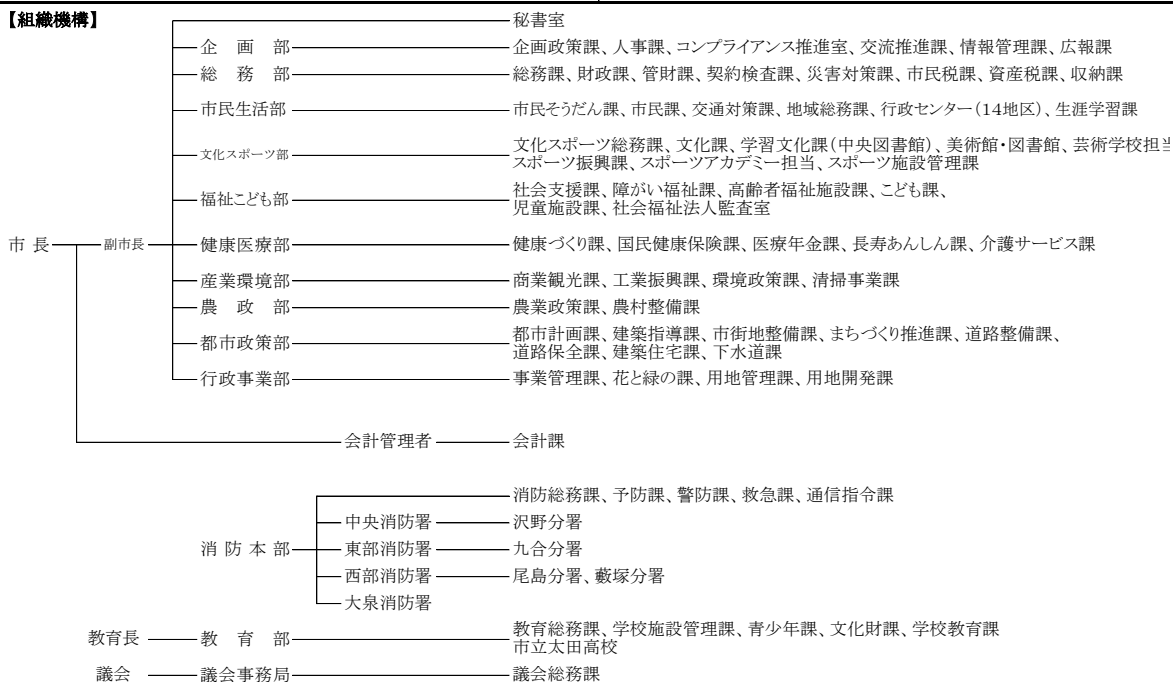 【組織機構】
秘書室
企画部 企画政策課、人事課、コンプライアンス推進室、交流推進課、情報管理課、広報課
総務部 総務課、財政課、管財課、契約検査課、災害対策課、市民税課、資産税課、収納課
市民生活部 市民そうだん課、市民課、交通対策課、地域総務課、行政センター(14地区)、生涯学習課
文化スポーツ部 文化スポーツ総務課、文化課、学習文化課(中央図書館)、美術館・図書館、芸術学校担当
スポーツ振興課、スポーツアカデミー担当、スポーツ施設管理課
福祉こども部 社会支援課、障がい福祉課、高齢者福祉施設課、こども課、
児童施設課、社会福祉法人監査室
市長 副市長 健康医療部 健康づくり課、国民健康保険課、医療年金課、長寿あんしん課、介護サービス課
産業環境部 商業観光課、工業振興課、環境政策課、清掃事業課
農政部 農業政策課、農村整備課
都市政策部 都市計画課、建築指導課、市街地整備課、まちづくり推進課、道路整備課、
道路保全課、建築住宅課、下水道課
行政事業部 事業管理課、花と緑の課、用地管理課、用地開発課
会計管理者 会計課
消防総務課、予防課、警防課、救急課、通信指令課
中央消防署 沢野分署
消防本部 東部消防署 九合分署
西部消防署 尾島分署、藪塚分署
大泉消防署
教育長 教育部 教育総務課、学校施設管理課、青少年課、文化財課、学校教育課
市立太田高校
議会 議会事務局 議会総務課